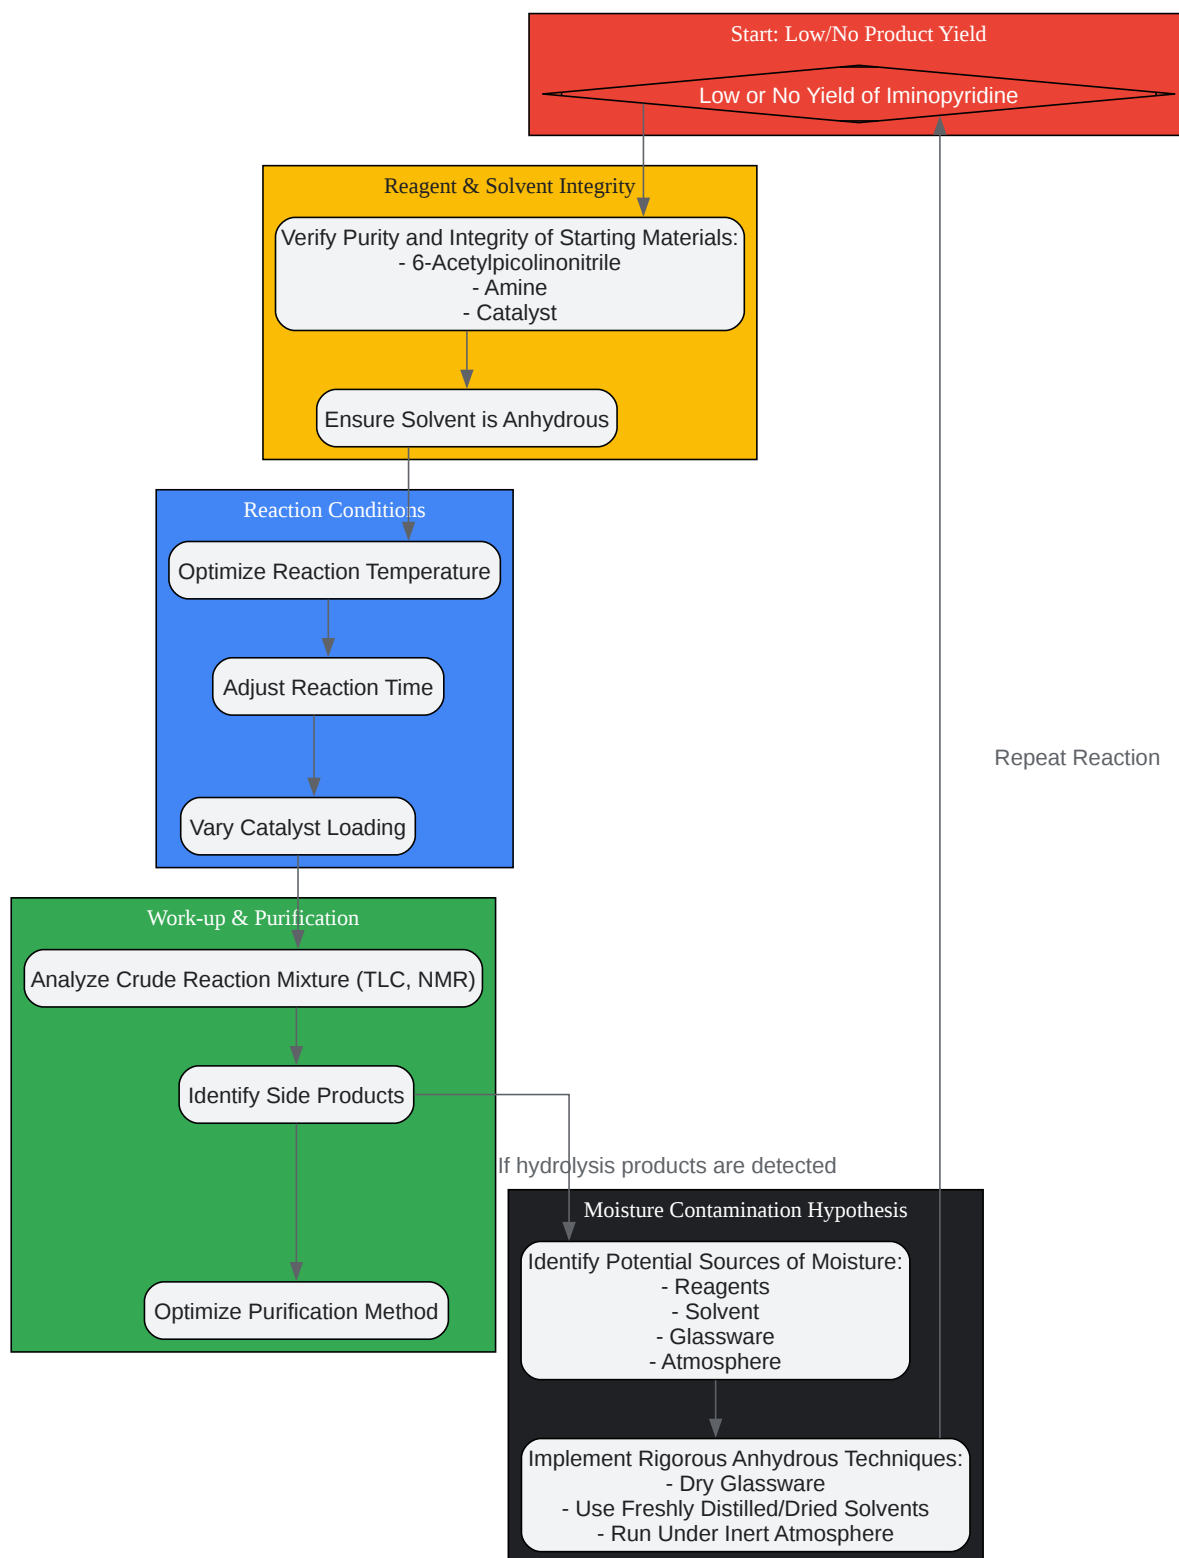 Start: Low/No Product Yield
Low or No Yield of Iminopyridine
Reagent & Solvent Integrity
Verify Purity and Integrity of Starting Materials:
- 6-Acetylpicolinonitrile
- Amine
- Catalyst
Ensure Solvent is Anhydrous
Reaction Conditions
Optimize Reaction Temperature
Adjust Reaction Time
Repeat Reaction
Vary Catalyst Loading
Work-up & Purification
Analyze Crude Reaction Mixture (TLC, NMR)
Identify Side Products
If hydrolysis products are detected
Optimize Purification Method
Moisture Contamination Hypothesis
Identify Potential Sources of Moisture:
- Reagents
- Solvent
- Glassware
- Atmosphere
Implement Rigorous Anhydrous Techniques:
- Dry Glassware
- Use Freshly Distilled/Dried Solvents
- Run Under Inert Atmosphere